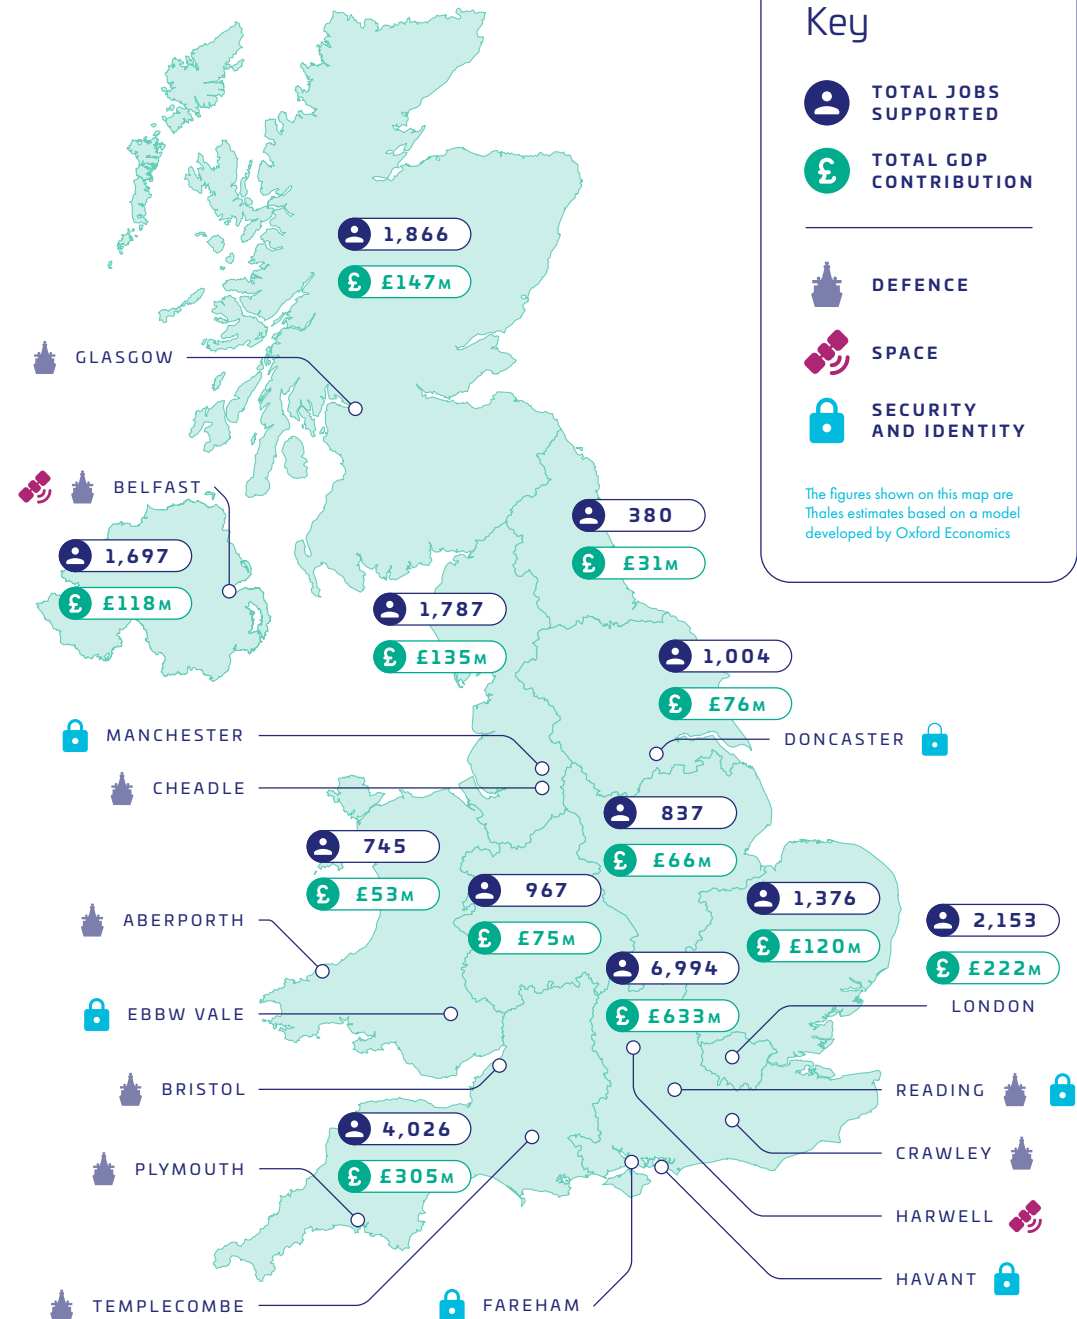 Key
TOTAL JOBS
SUPPORTED
TOTAL GDP
CONTRIBUTION
DEFENCE
SPACE
SECURITY
AND IDENTITY
The figures shown on this map are
Thales estimates based on a model
developed by Oxford Economics
1,866
£147M
GLASGOW
BELFAST
1,697
£118M
380
£31M
1,787
£135M
1,004
£76M
MANCHESTER
DONCASTER
CHEADLE
837
£66M
745
£53M
967
£75M
1,376
£120M
2,153
£222M
LONDON
ABERPORTH
6,994
£633M
EBBW VALE
BRISTOL
READING
4,026
£305M
CRAWLEY
PLYMOUTH
HARWELL
HAVANT
TEMPLECOMBE
FAREHAM